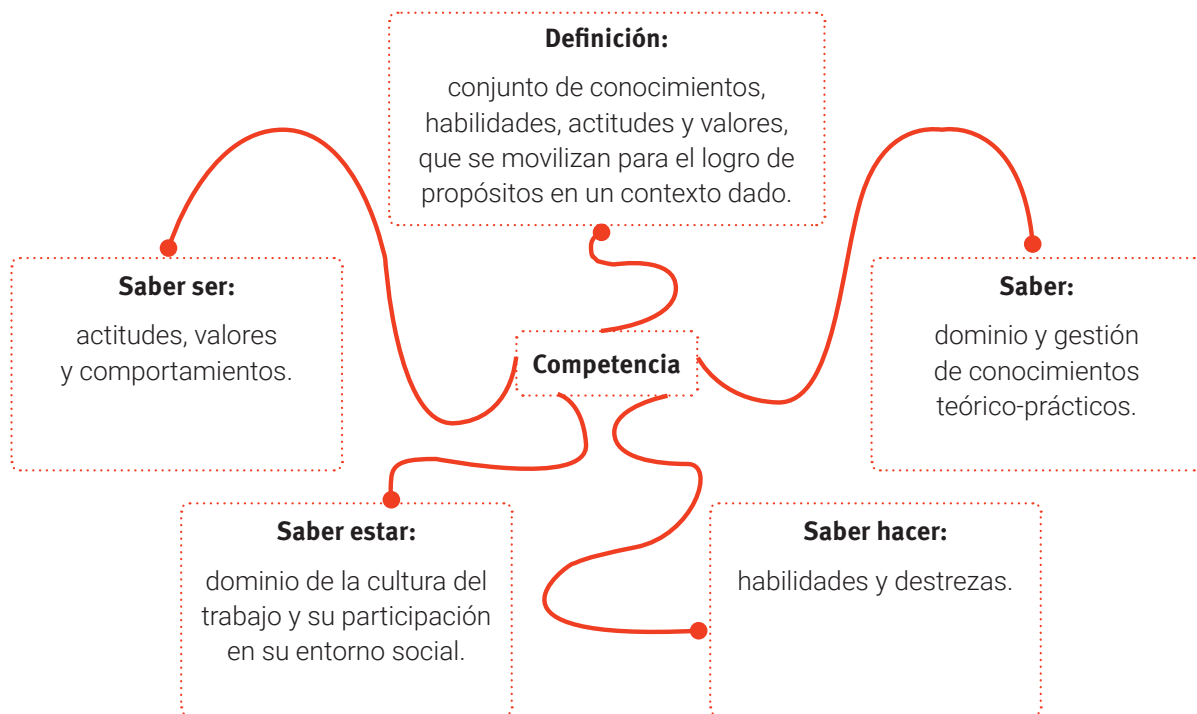 Definición:
conjunto de conocimientos,
habilidades, actitudes y valores,
que se movilizan para el logro de
propósitos en un contexto dado.
Saber ser:
actitudes, valores
y comportamientos.
Competencia
Saber:
dominio y gestión
de conocimientos
teórico-prácticos.
Saber estar:
dominio de la cultura del
trabajo y su participación
en su entorno social.
Saber hacer:
habilidades y destrezas.